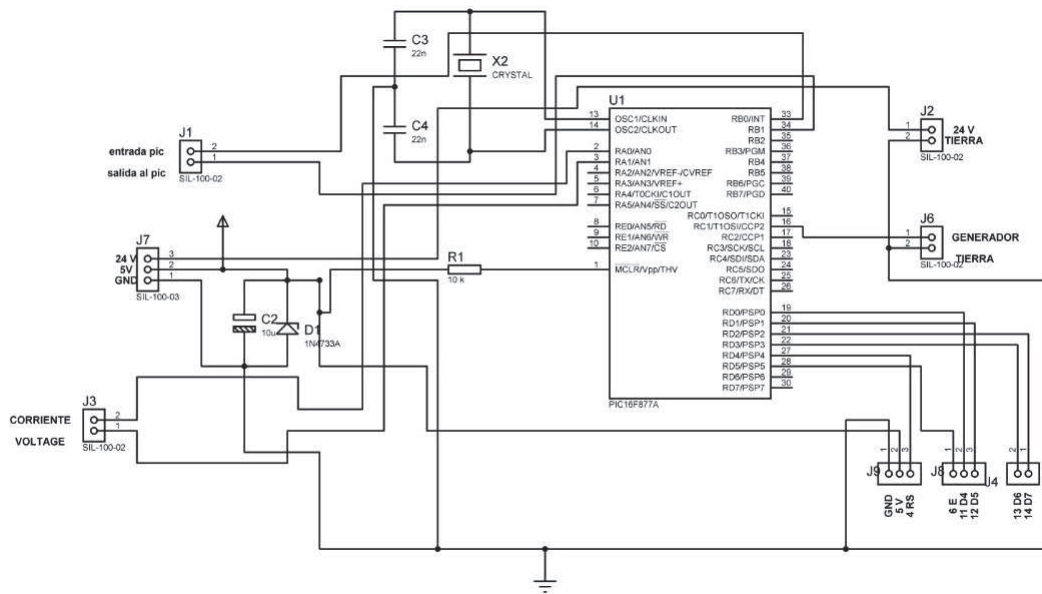 C3
22n
X2
CRYSTAL
C4
22n
J1
entrada pic
salida al pic
2
1
SIL-100-02
J7
24 V
5V
GND
3
2
1
SIL-100-03
C2
10u
D1
1N4733A
R1
10 k
J3
CORRIENTE
VOLTAGE
2
1
SIL-100-02
U1
13 OSC1/CLKIN
14 OSC2/CLKOUT
2 RA0/AN0
3 RA1/AN1
4 RA2/AN2/VREF-/CVREF
5 RA3/AN3/VREF+
6 RA4/T0CKI/C1OUT
7 RA5/AN4/SS/C2OUT
8 RE0/AN5/RD
9 RE1/AN6/WR
10 RE2/AN7/CS
1 MCLR/Vpp/THV
RB0/INT 33
RB1 34
RB2 35
RB3/PGM 36
RB4 37
RB5 38
RB6/PGC 39
RB7/PGD 40
RC0/T1OSO/T1CKI 15
RC1/T1OSI/CCP2 16
RC2/CCP1 17
RC3/SCK/SCL 18
RC4/SDI/SDA 23
RC5/SDO 24
RC6/TX/CK 25
RC7/RX/DT 26
RD0/PSP0 19
RD1/PSP1 20
RD2/PSP2 21
RD3/PSP3 22
RD4/PSP4 27
RD5/PSP5 28
RD6/PSP6 29
RD7/PSP7 30
PIC16F877A
J2
1
2
24 V
TIERRA
SIL-100-02
J6
1
2
GENERADOR
TIERRA
SIL-100-02
J9
1
2
3
GND
5 V
4 RS
J8
1
2
3
6 E
11 D4
12 D5
J4
2
1
13 D6
14 D7